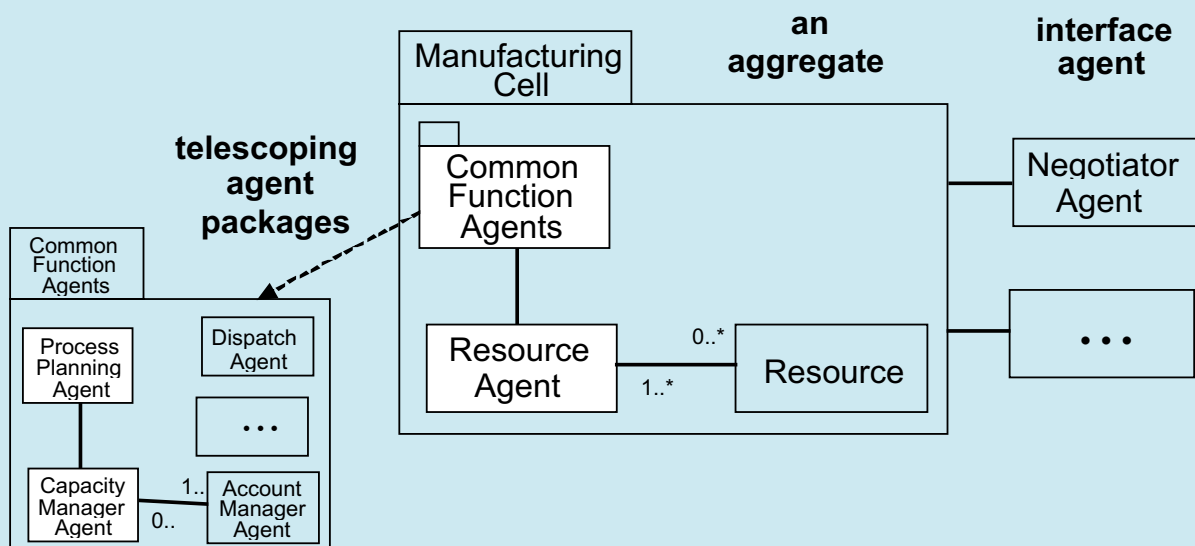 an
aggregate
interface
agent
Manufacturing
Cell
telescoping
agent
packages
Common
Function
Agents
Negotiator
Agent
Common
Function
Agents
Process
Planning
Agent
Dispatch
Agent
...
Capacity
Manager
Agent
1..
0..
Account
Manager
Agent
Resource
Agent
0..*
1..*
Resource
...